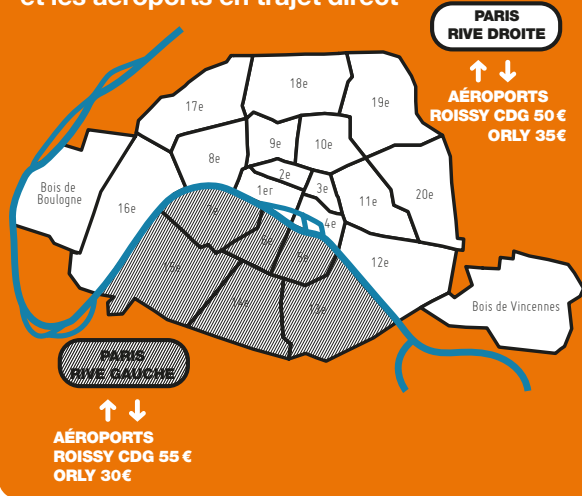 et les aéroports en trajet direct
PARIS
RIVE DROITE
AÉROPORTS
ROISSY CDG 50 €
ORLY 35€
18e
17e
19e
9e
10e
8e
2e
1er
3e
11e
20e
Bois de
Boulogne
16e
7e
4e
6e
5e
12e
15e
14e
13e
Bois de Vincennes
PARIS
RIVE GAUCHE
AÉROPORTS
ROISSY CDG 55 €
ORLY 30€